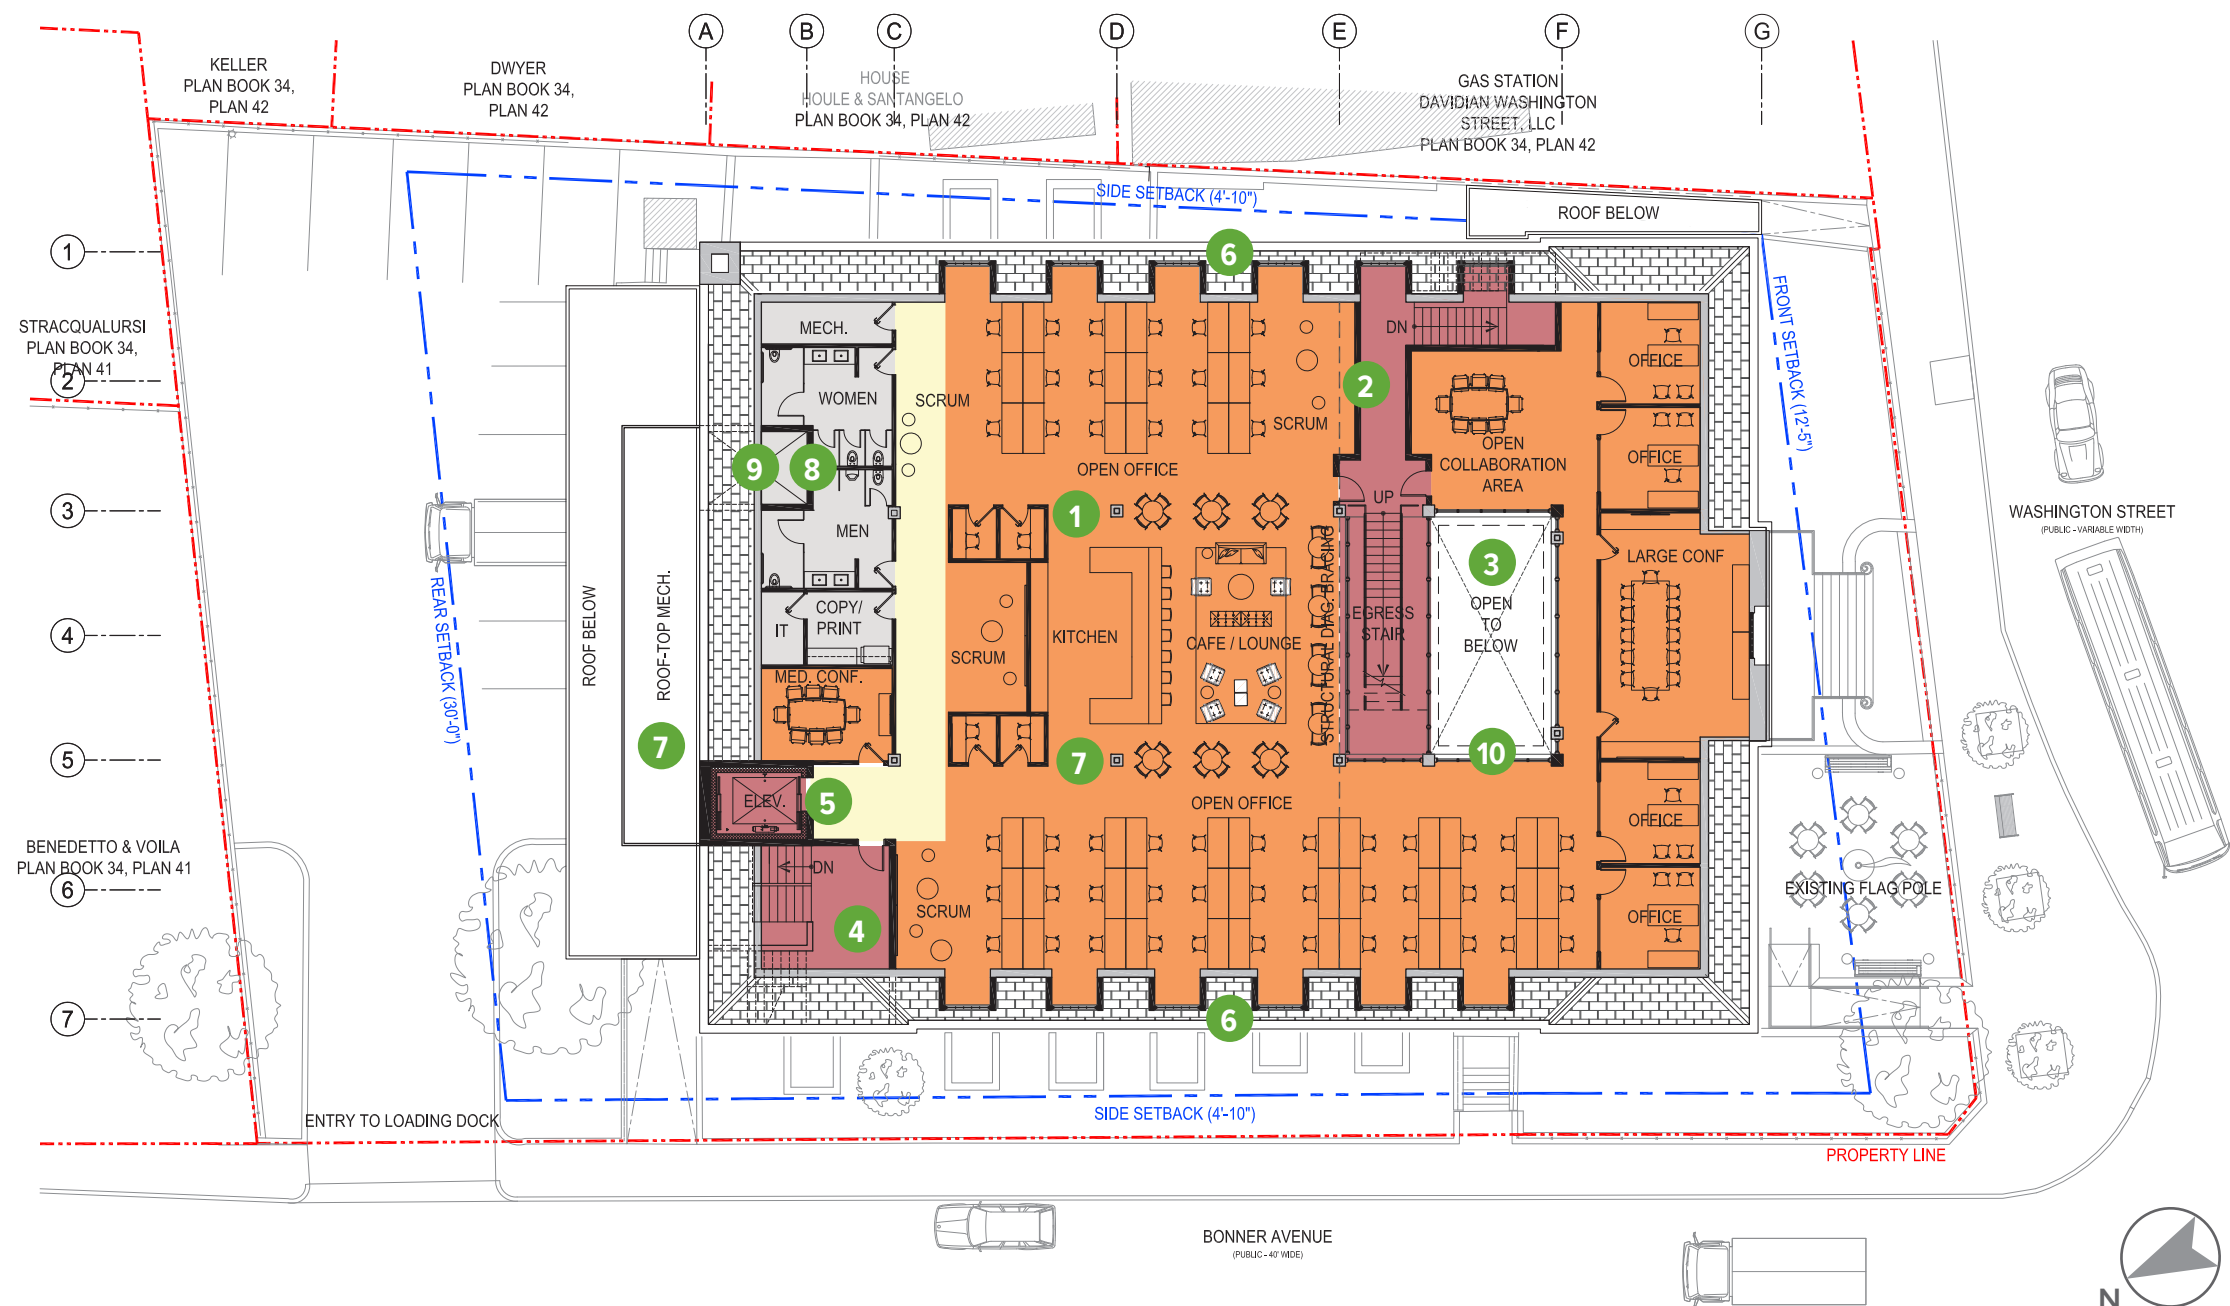 A
B
C
D
E
F
G
KELLER
PLAN BOOK 34,
PLAN 42
DWYER
PLAN BOOK 34,
PLAN 42
HOUSE
HOULE & SANTANGELO
PLAN BOOK 34, PLAN 42
GAS STATION
DAVIDIAN WASHINGTON
STREET, LLC
PLAN BOOK 34, PLAN 42
SIDE SETBACK (4'-10")
ROOF BELOW
1
6
STRACQUALURSI
PLAN BOOK 34,
PLAN 41
2
MECH.
DN
2
OFFICE
FRONT SETBACK (12'-5")
WOMEN
SCRUM
SCRUM
OPEN
COLLABORATION
AREA
OFFICE
9
8
OPEN OFFICE
3
MEN
1
UP
WASHINGTON STREET
(PUBLIC - VARIABLE WIDTH)
LARGE CONF
3
OPEN
TO
BELOW
REAR SETBACK (30'-0")
ROOF BELOW
ROOF-TOP MECH.
4
IT
COPY/
PRINT
SCRUM
KITCHEN
CAFE / LOUNGE
STRUCTURAL DIAG. BRACING
EGRESS
STAIR
MED. CONF.
7
5
7
10
ELEV.
5
OPEN OFFICE
OFFICE
BENEDETTO & VOILA
PLAN BOOK 34, PLAN 41
6
DN
4
SCRUM
OFFICE
EXISTING FLAG POLE
7
6
ENTRY TO LOADING DOCK
SIDE SETBACK (4'-10")
PROPERTY LINE
BONNER AVENUE
(PUBLIC - 40' WIDE)
N